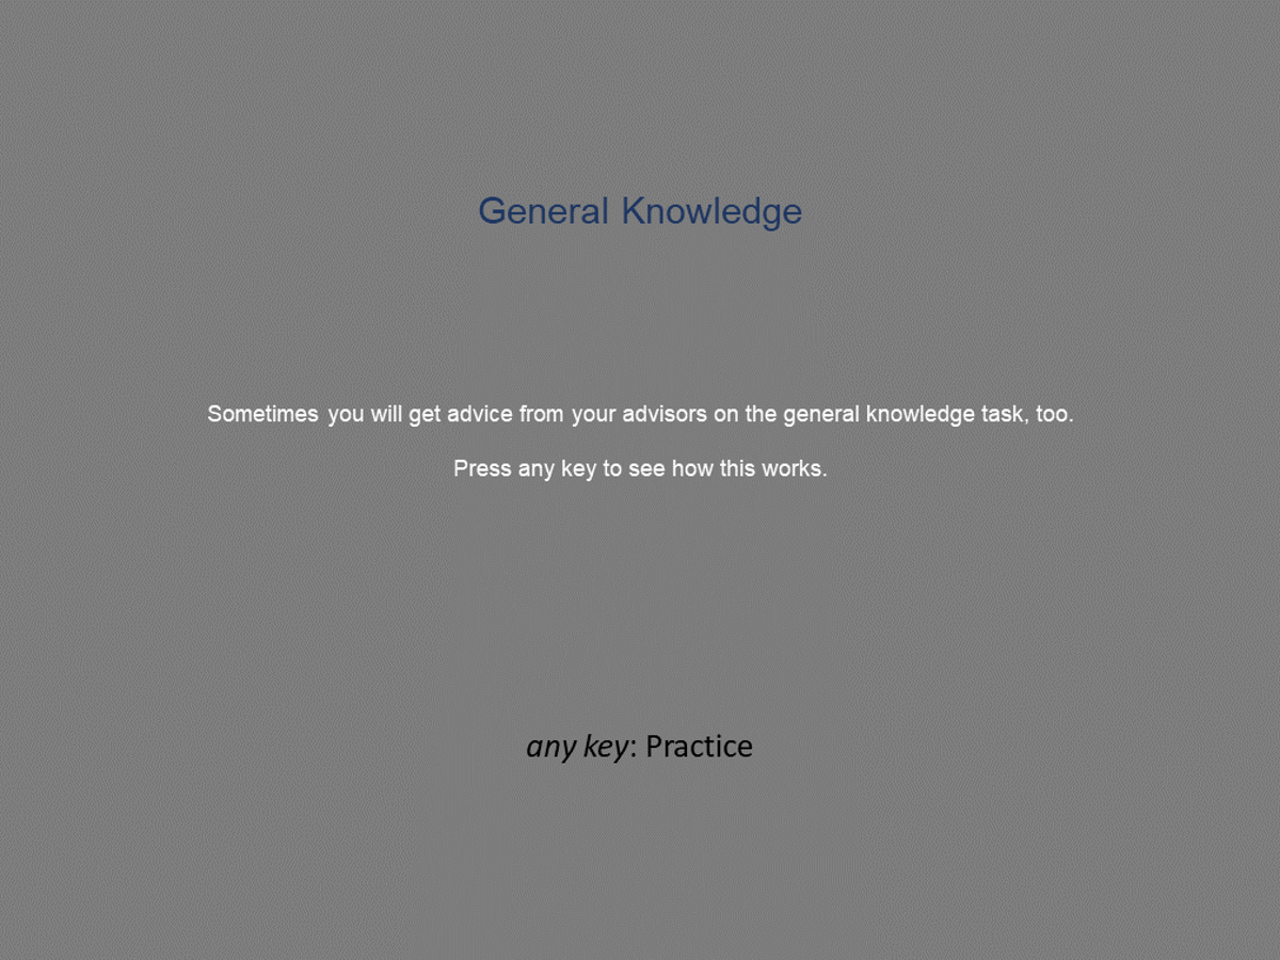 General Knowledge
Sometimes you will get advice from your advisors on the general knowledge task, too.
Press any key to see how this works.
any key: Practice